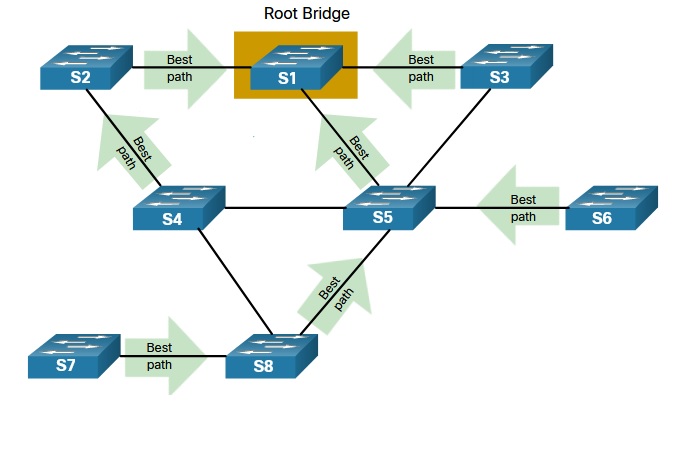 Root Bridge
S2
Best
path
S1
Best
path
S3
Best
path
Best
path
S4
S5
Best
path
S6
Best
path
S7
Best
path
S8